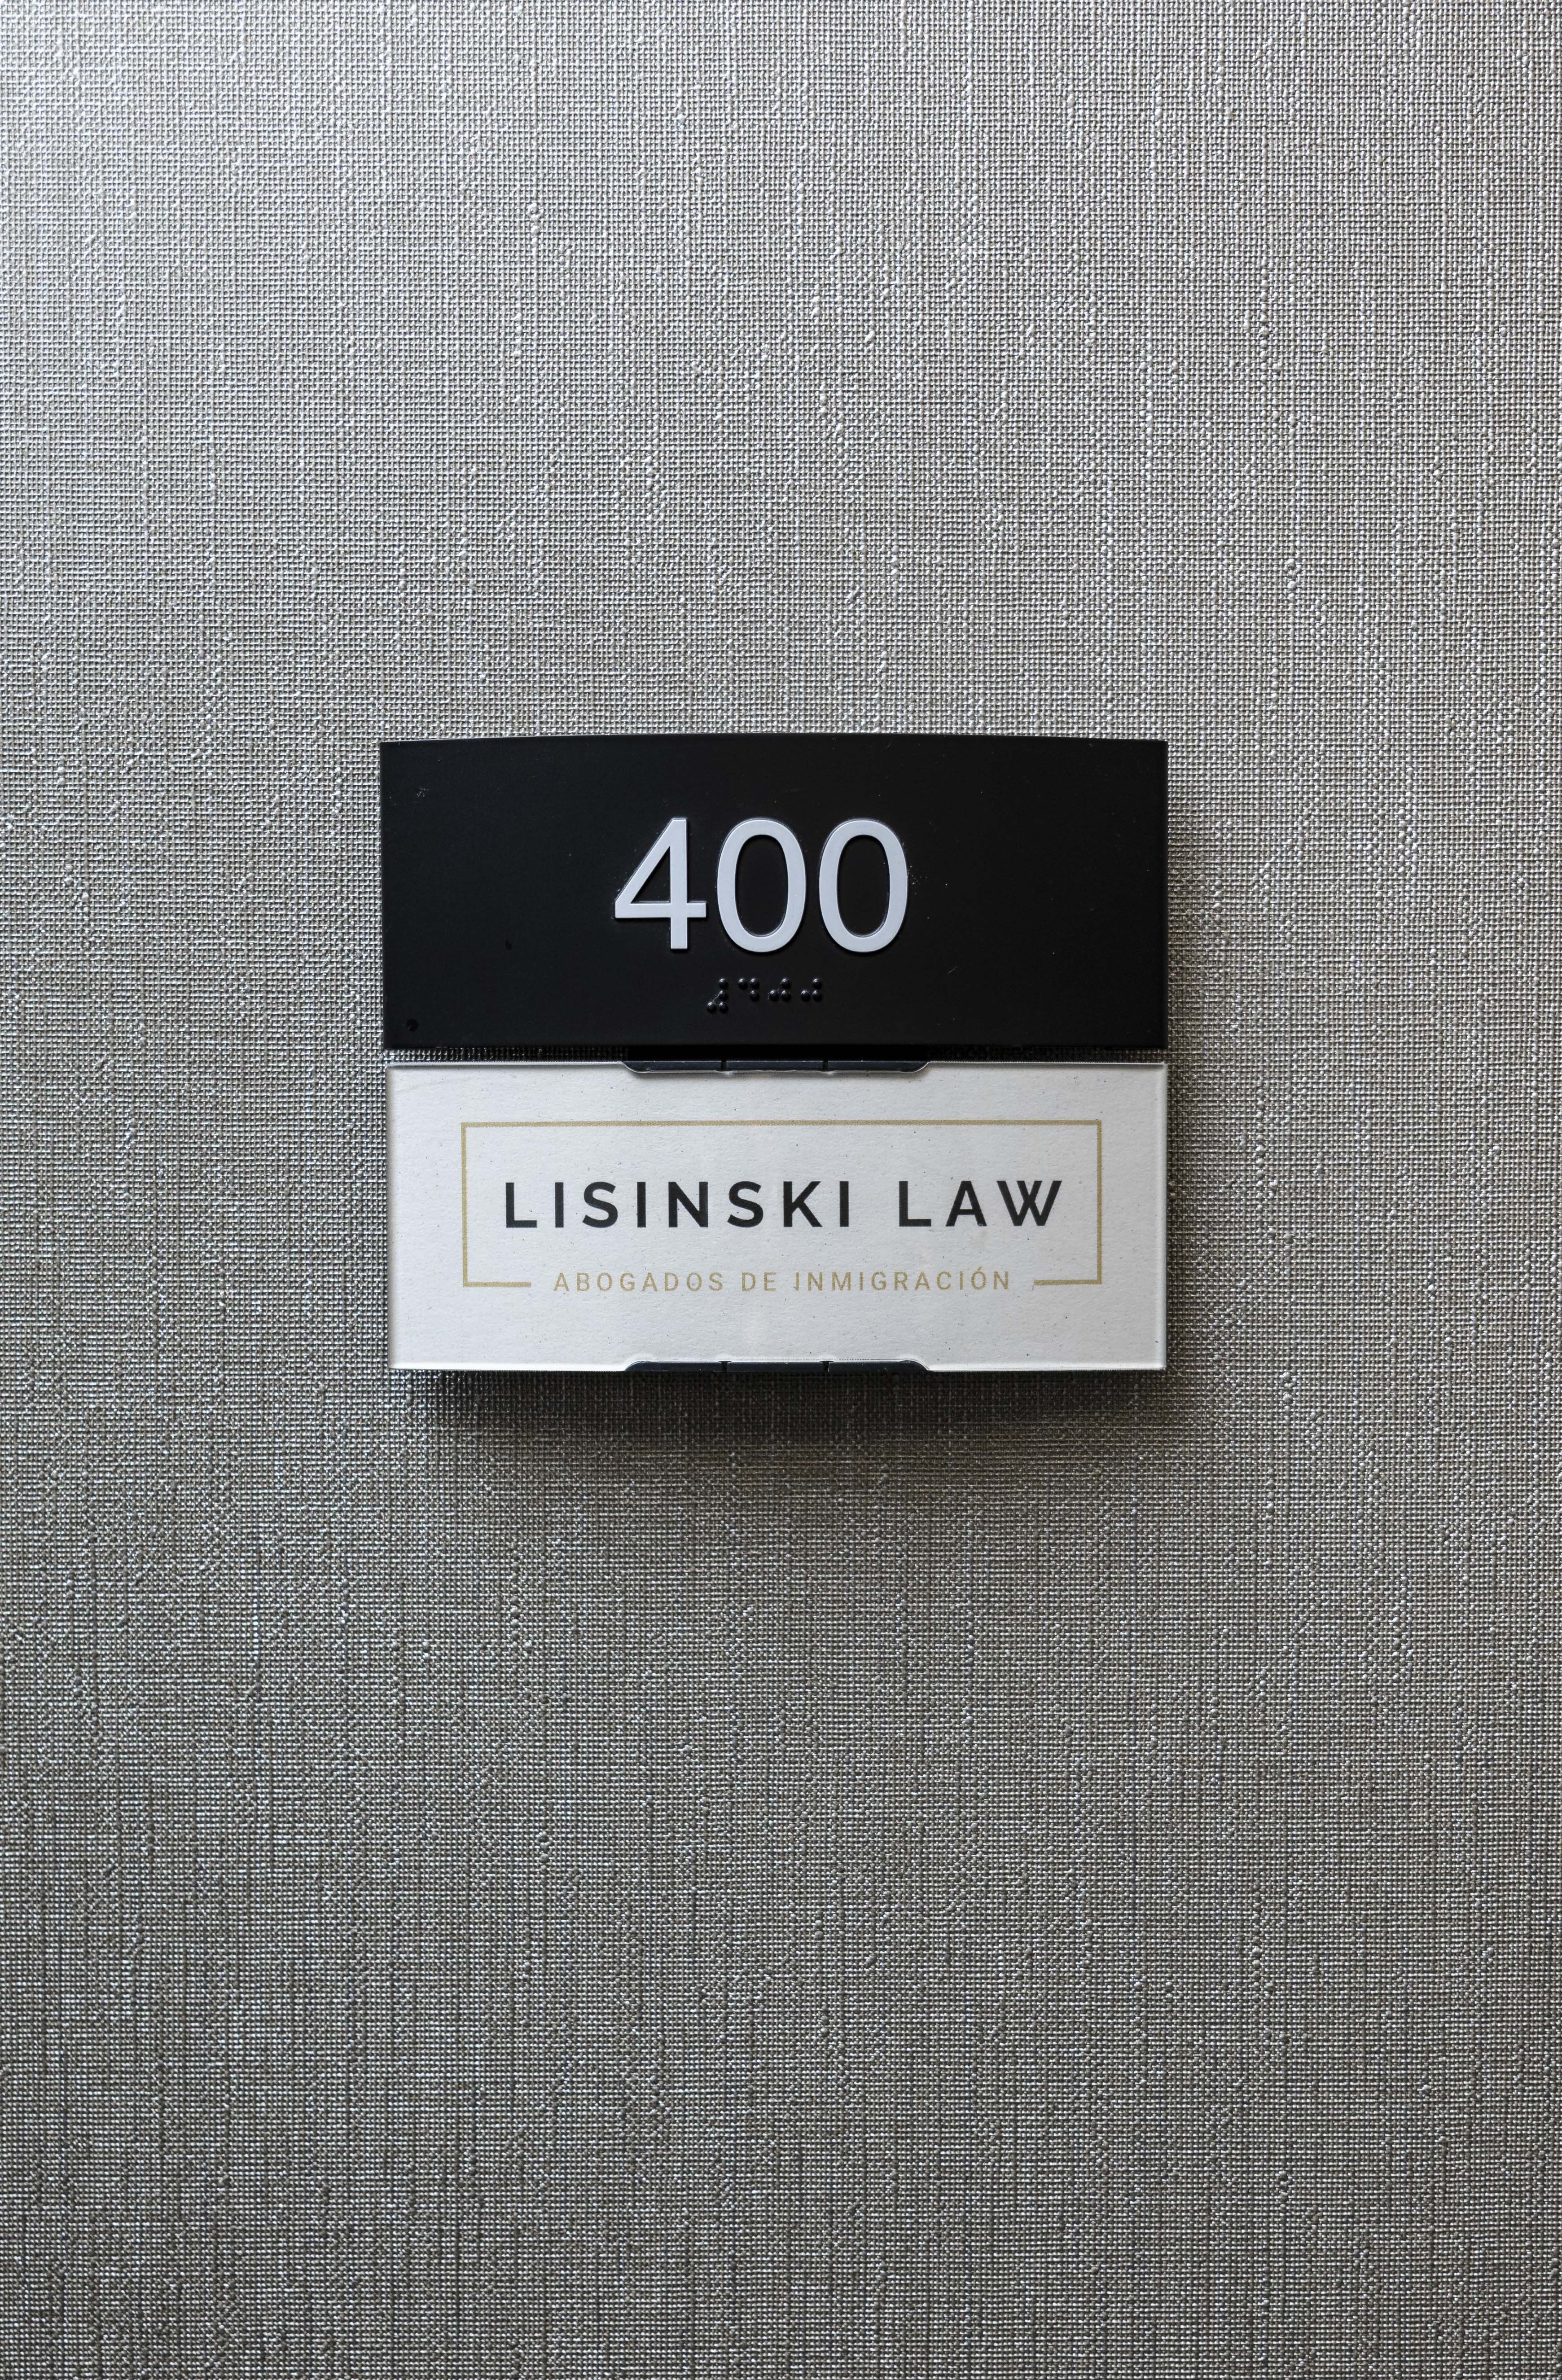 400
⠼⠙⠚⠚
LISINSKI LAW
ABOGADOS DE INMIGRACIÓN